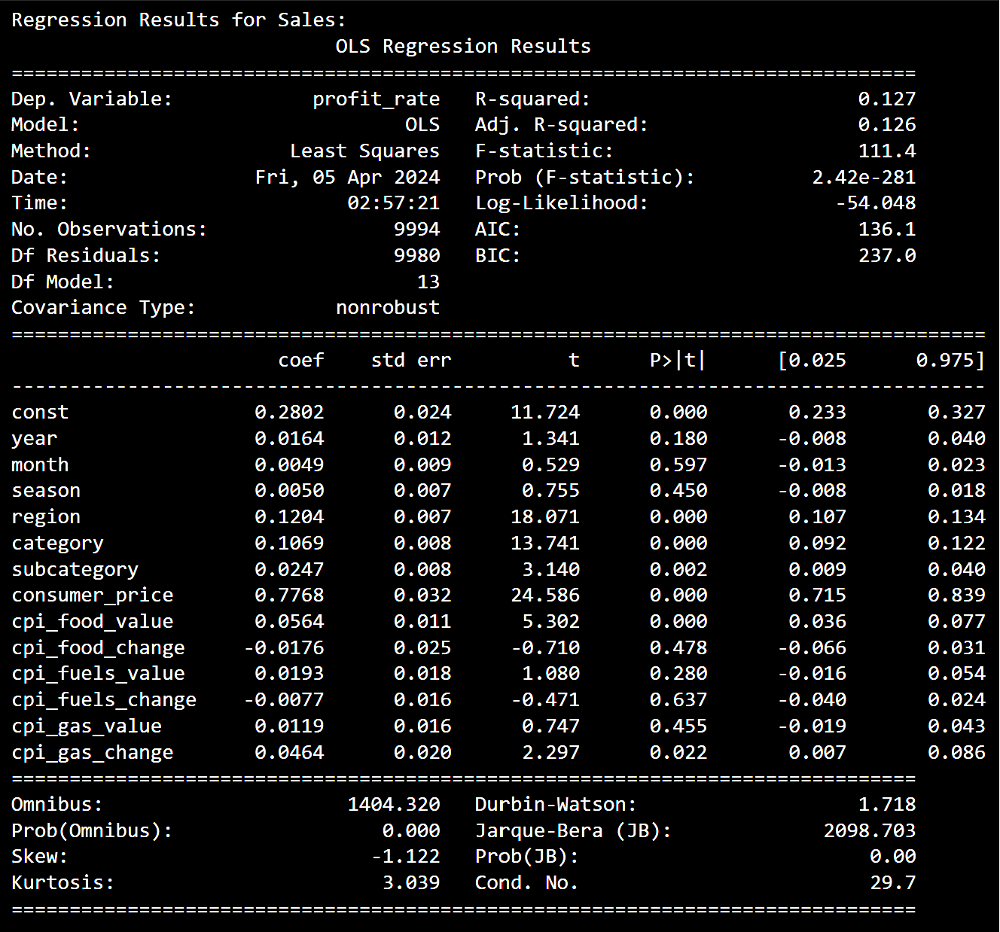 Regression Results for Sales:
                            OLS Regression Results
==============================================================================
Dep. Variable:            profit_rate   R-squared:                       0.127
Model:                            OLS   Adj. R-squared:                  0.126
Method:                 Least Squares   F-statistic:                     111.4
Date:                Fri, 05 Apr 2024   Prob (F-statistic):          2.42e-281
Time:                        02:57:21   Log-Likelihood:                -54.048
No. Observations:                9994   AIC:                             136.1
Df Residuals:                    9980   BIC:                             237.0
Df Model:                          13
Covariance Type:            nonrobust
====================================================================================
                       coef    std err          t      P>|t|      [0.025      0.975]
------------------------------------------------------------------------------------
const                0.2802      0.024     11.724      0.000       0.233       0.327
year                 0.0164      0.012      1.341      0.180      -0.008       0.040
month                0.0049      0.009      0.529      0.597      -0.013       0.023
season               0.0050      0.007      0.755      0.450      -0.008       0.018
region               0.1204      0.007     18.071      0.000       0.107       0.134
category             0.1069      0.008     13.741      0.000       0.092       0.122
subcategory          0.0247      0.008      3.140      0.002       0.009       0.040
consumer_price       0.7768      0.032     24.586      0.000       0.715       0.839
cpi_food_value       0.0564      0.011      5.302      0.000       0.036       0.077
cpi_food_change     -0.0176      0.025     -0.710      0.478      -0.066       0.031
cpi_fuels_value      0.0193      0.018      1.080      0.280      -0.016       0.054
cpi_fuels_change    -0.0077      0.016     -0.471      0.637      -0.040       0.024
cpi_gas_value        0.0119      0.016      0.747      0.455      -0.019       0.043
cpi_gas_change       0.0464      0.020      2.297      0.022       0.007       0.086
==============================================================================
Omnibus:                     1404.320   Durbin-Watson:                   1.718
Prob(Omnibus):                  0.000   Jarque-Bera (JB):             2098.703
Skew:                          -1.122   Prob(JB):                         0.00
Kurtosis:                       3.039   Cond. No.                         29.7
==============================================================================